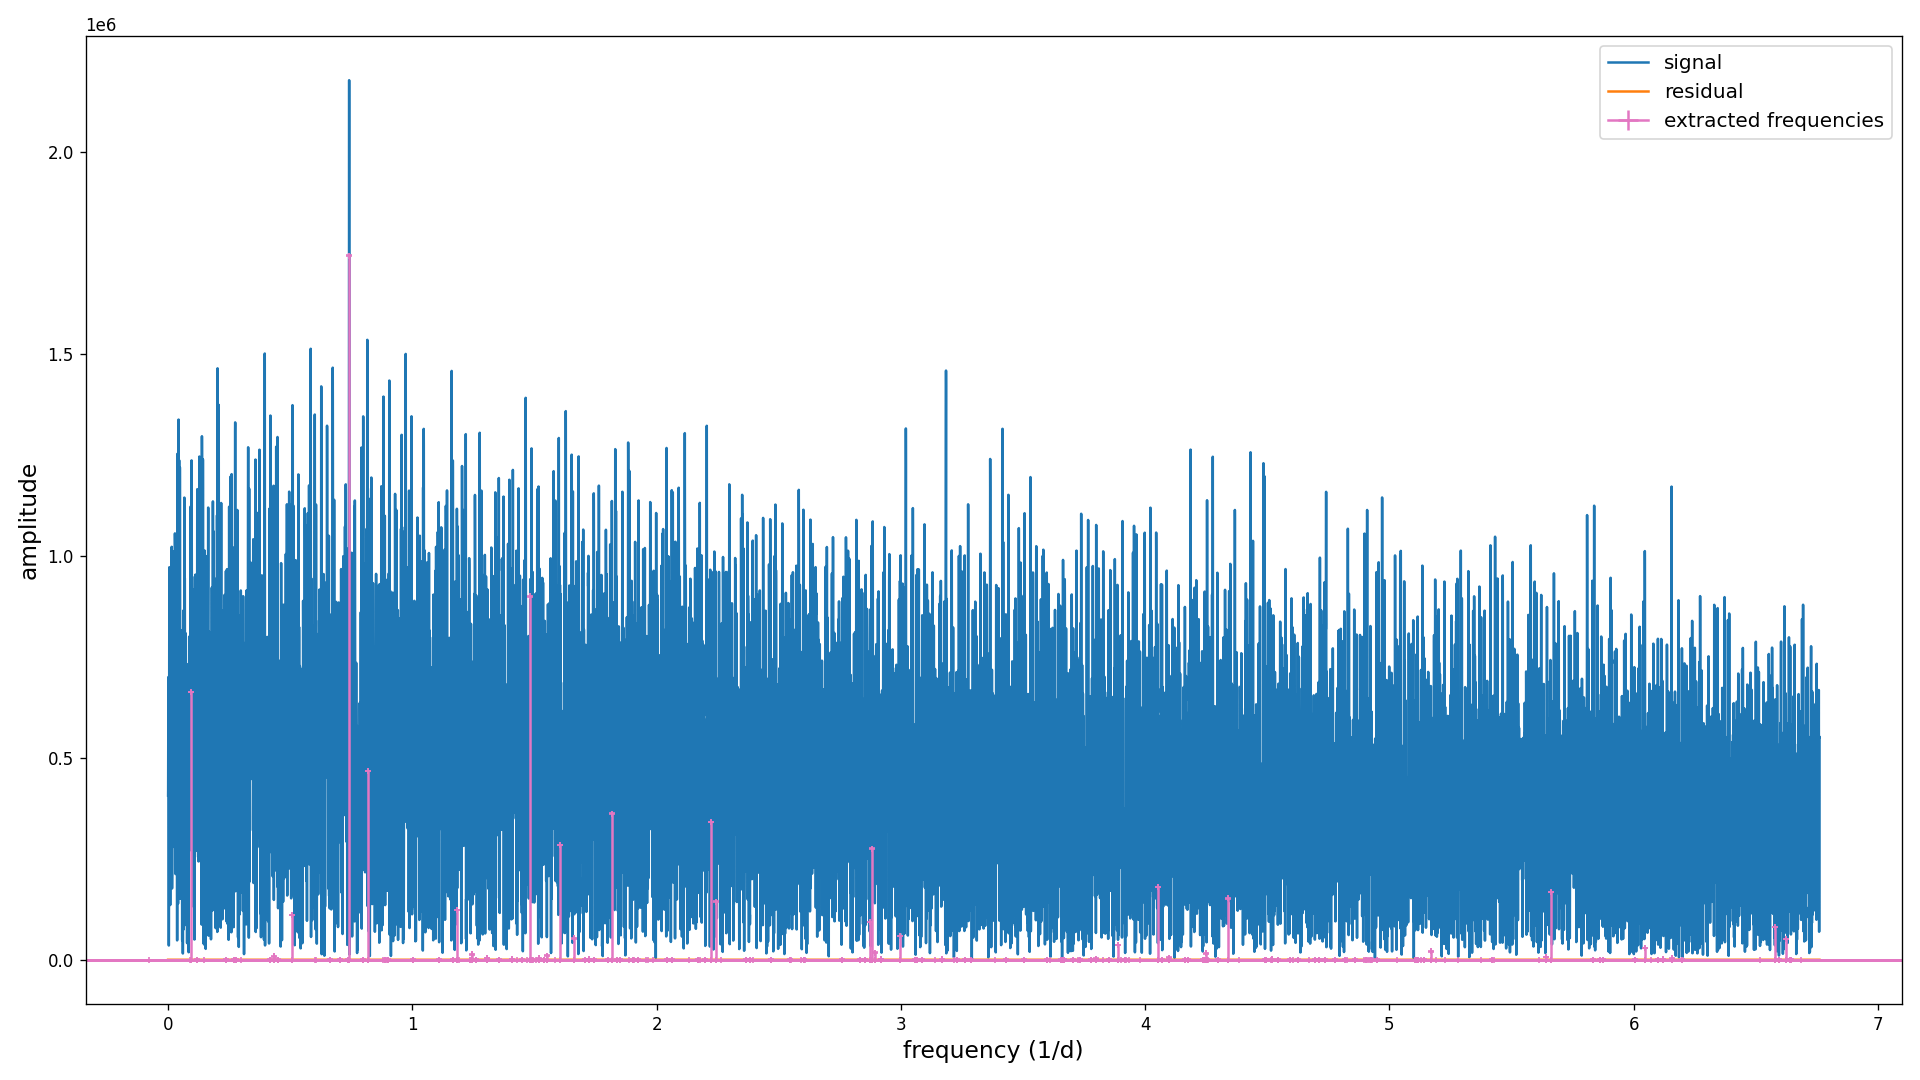 1e6
signal
residual
extracted frequencies
2.0
1.5
1.0
0.5
0.0
amplitude
0 1 2 3 4 5 6 7
frequency (1/d)